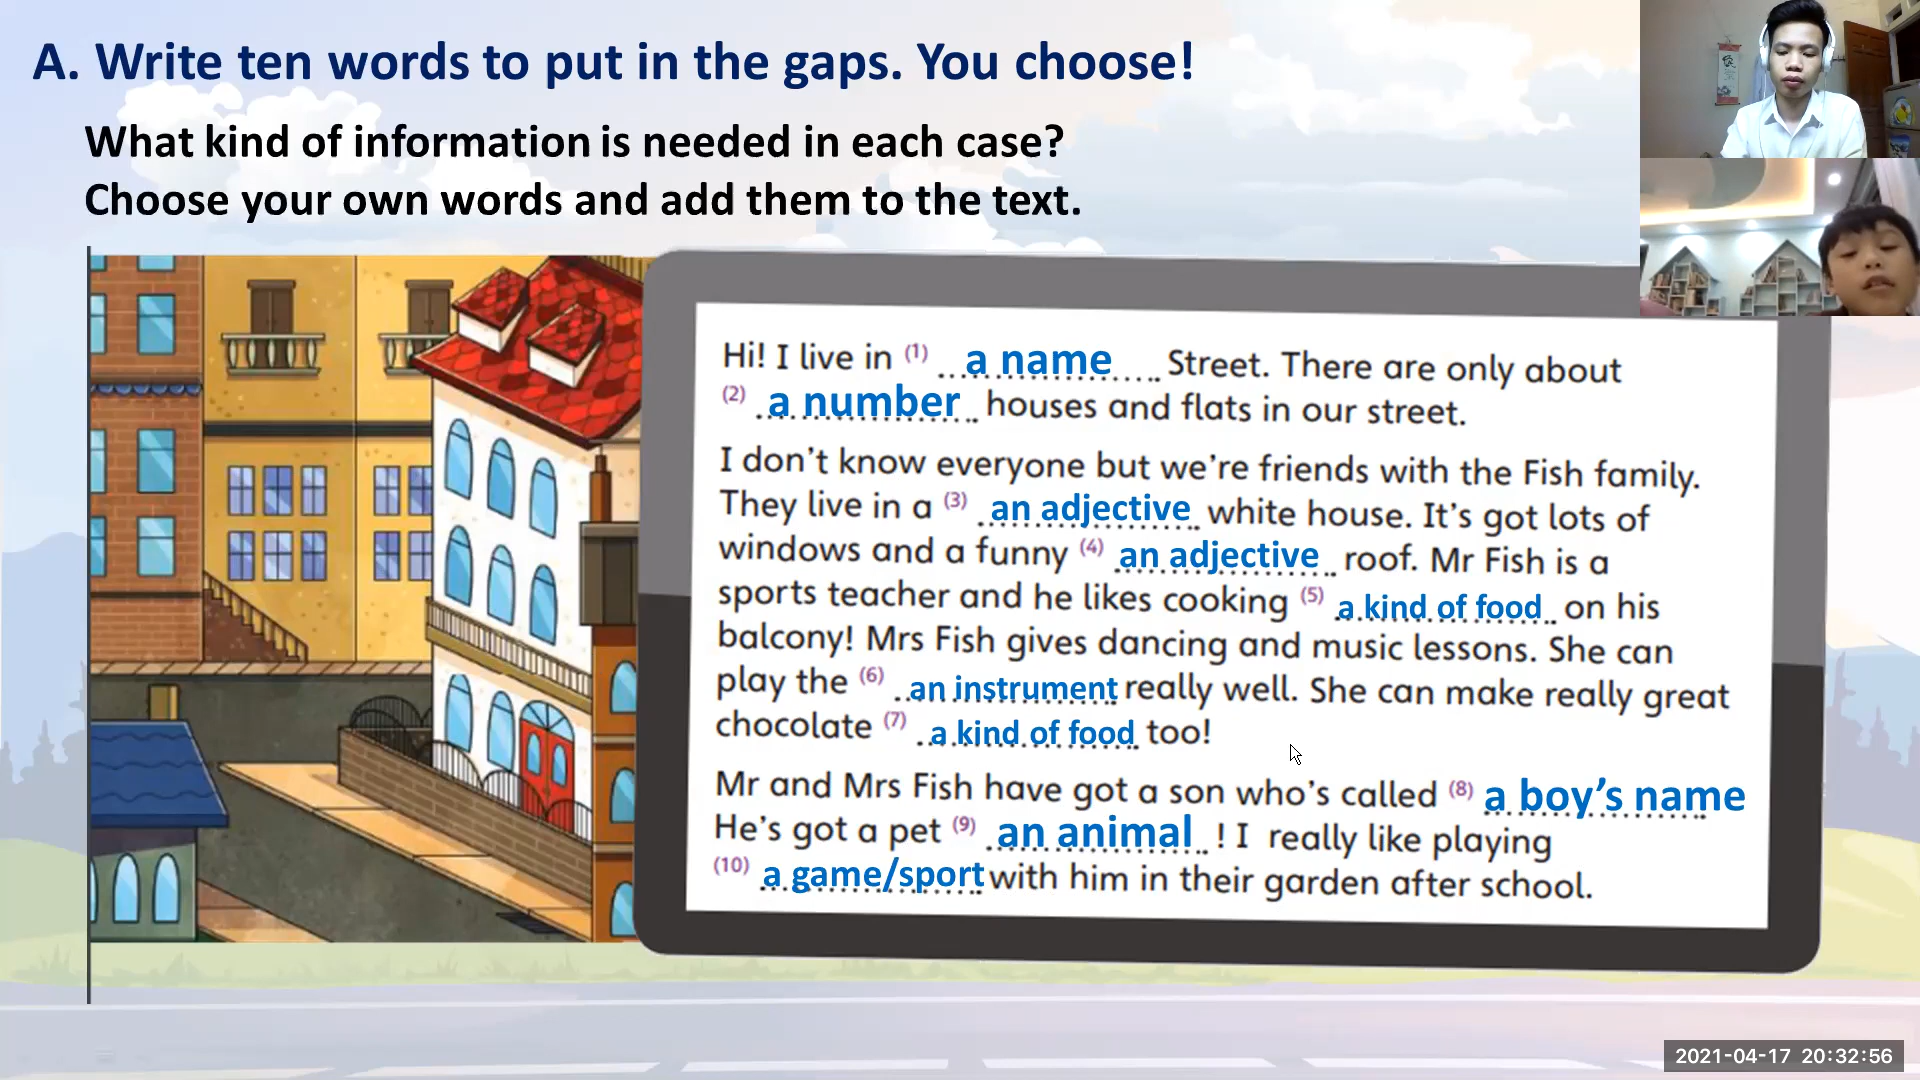 A. Write ten words to put in the gaps. You choose!
What kind of information is needed in each case?
Choose your own words and add them to the text.
Hi! I live in (1) a name Street. There are only about
(2) a number houses and flats in our street.
I don't know everyone but we're friends with the Fish family.
They live in a (3) an adjective white house. It's got lots of
windows and a funny (4) an adjective roof. Mr Fish is a
sports teacher and he likes cooking (5) a kind of food on his
balcony! Mrs Fish gives dancing and music lessons. She can
play the (6) an instrument really well. She can make really great
chocolate (7) a kind of food too!
Mr and Mrs Fish have got a son who's called (8) a boy's name
He's got a pet (9) an animal ! I really like playing
(10) a game/sport with him in their garden after school.
2021-04-17 20:32:56